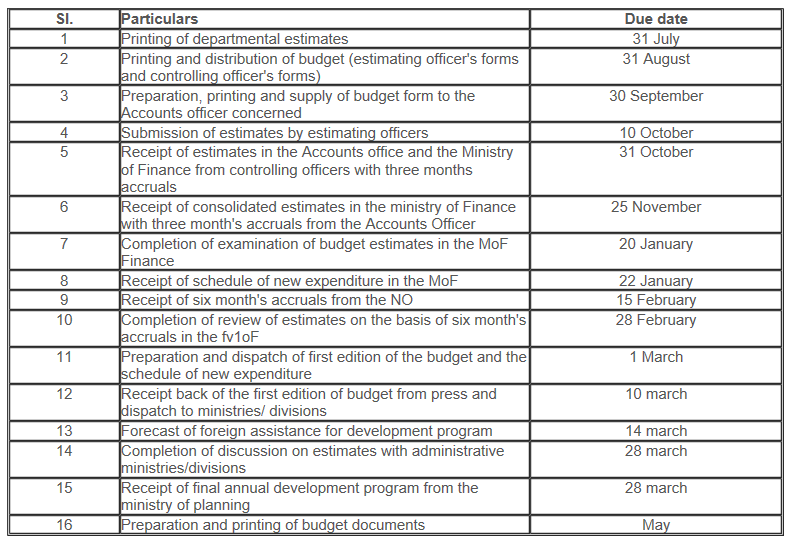 Sl. Particulars Due date
1 Printing of departmental estimates 31 July
2 Printing and distribution of budget (estimating officer's forms 31 August
and controlling officer's forms)
3 Preparation, printing and supply of budget form to the 30 September
Accounts officer concerned
4 Submission of estimates by estimating officers 10 October
5 Receipt of estimates in the Accounts office and the Ministry 31 October
of Finance from controlling officers with three months
accruals
6 Receipt of consolidated estimates in the ministry of Finance 25 November
with three month's accruals from the Accounts Officer
7 Completion of examination of budget estimates in the MoF 20 January
Finance
8 Receipt of schedule of new expenditure in the MoF 22 January
9 Receipt of six month's accruals from the NO 15 February
10 Completion of review of estimates on the basis of six month's 28 February
accruals in the fv1oF
11 Preparation and dispatch of first edition of the budget and the 1 March
schedule of new expenditure
12 Receipt back of the first edition of budget from press and 10 march
dispatch to ministries/ divisions
13 Forecast of foreign assistance for development program 14 march
14 Completion of discussion on estimates with administrative 28 march
ministries/divisions
15 Receipt of final annual development program from the 28 march
ministry of planning
16 Preparation and printing of budget documents May